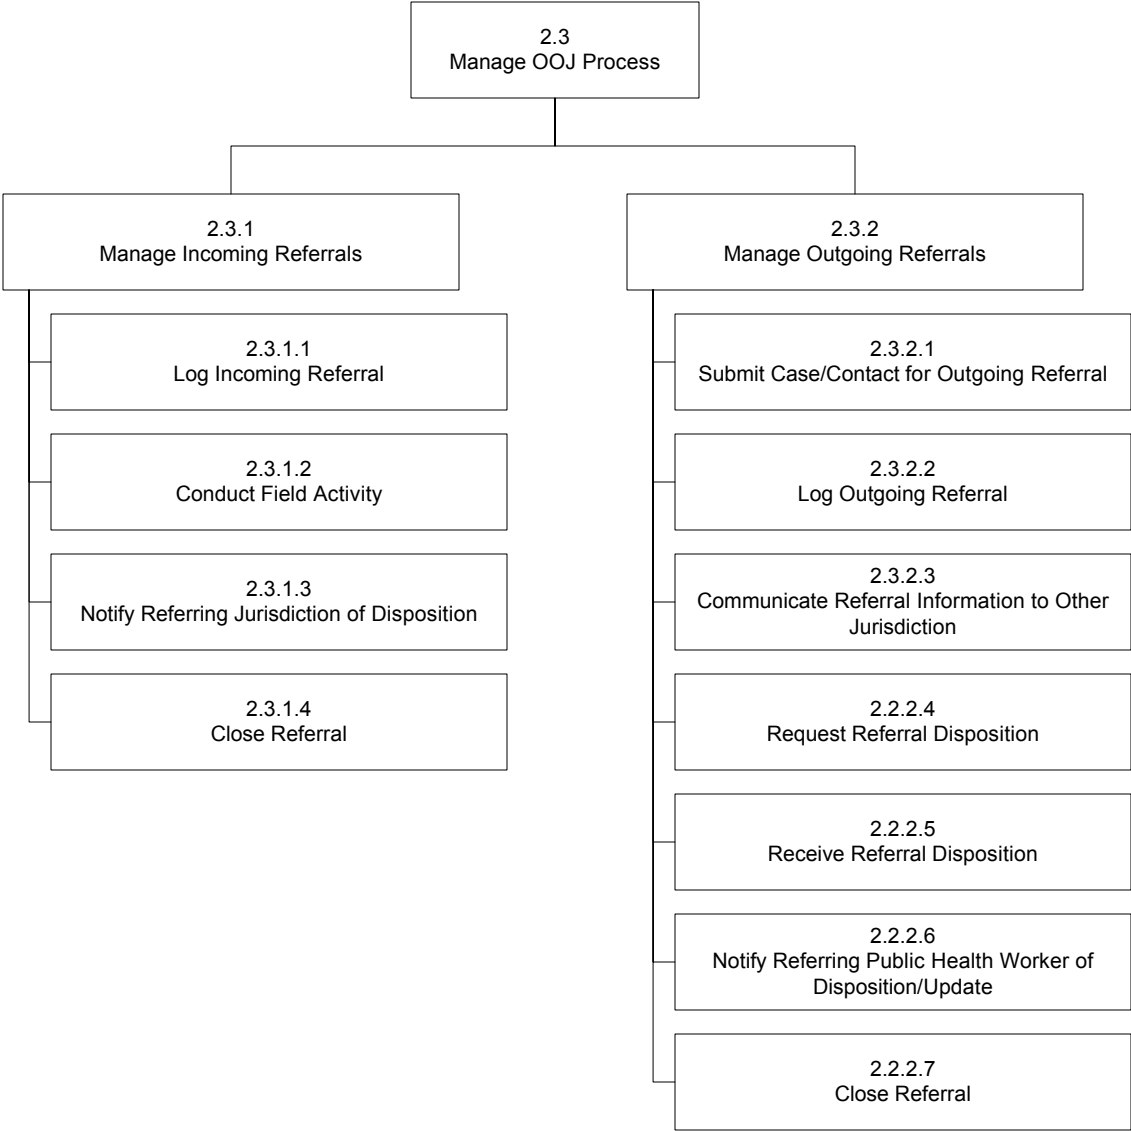 2.3
Manage OOJ Process
2.3.1
Manage Incoming Referrals
2.3.1.1
Log Incoming Referral
2.3.1.2
Conduct Field Activity
2.3.1.3
Notify Referring Jurisdiction of Disposition
2.3.1.4
Close Referral
2.3.2
Manage Outgoing Referrals
2.3.2.1
Submit Case/Contact for Outgoing Referral
2.3.2.2
Log Outgoing Referral
2.3.2.3
Communicate Referral Information to Other
Jurisdiction
2.2.2.4
Request Referral Disposition
2.2.2.5
Receive Referral Disposition
2.2.2.6
Notify Referring Public Health Worker of
Disposition/Update
2.2.2.7
Close Referral